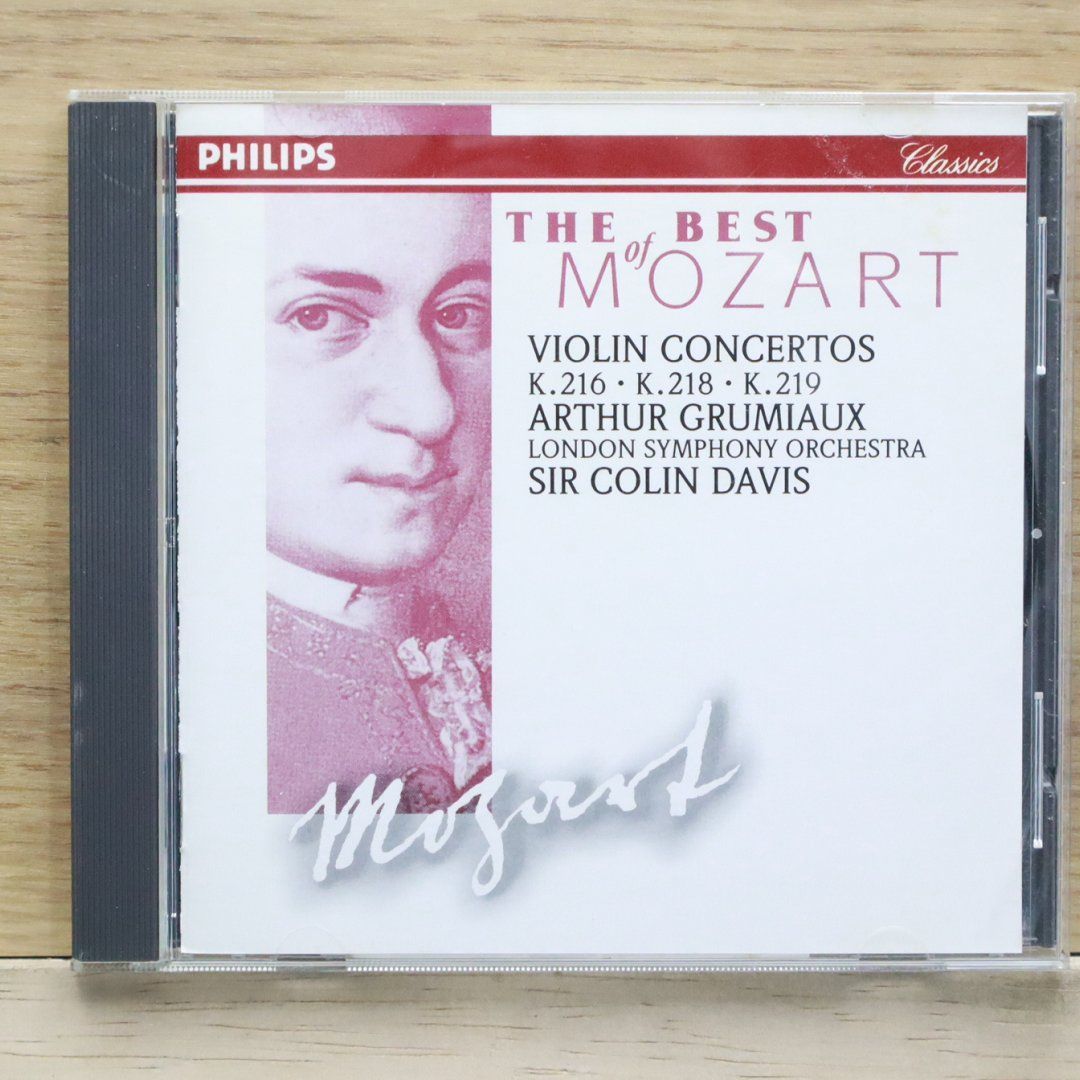 PHILIPS
Classics
THE BEST
of
MOZART
VIOLIN CONCERTOS
K.216 · K.218 · K.219
ARTHUR GRUMIAUX
LONDON SYMPHONY ORCHESTRA
SIR COLIN DAVIS
Mozart